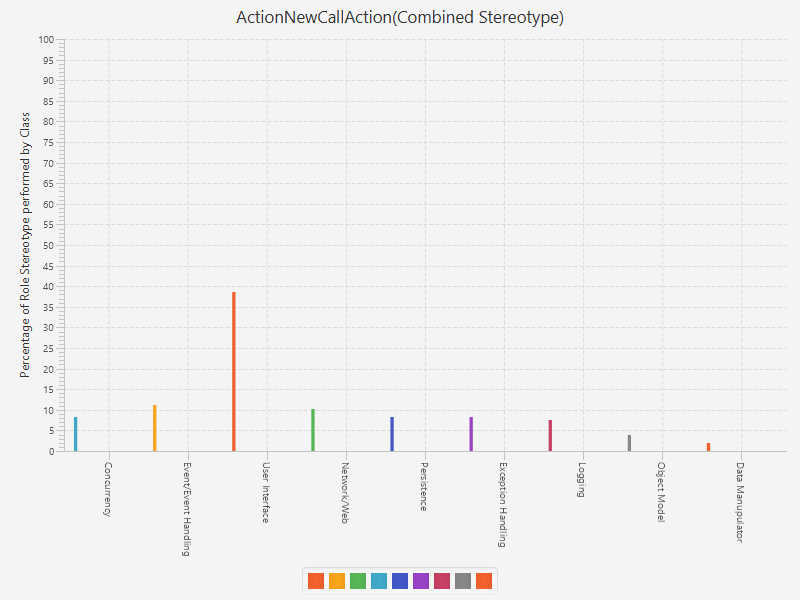 ActionNewCallAction(Combined Stereotype)
Percentage of Role Stereotype performed by Class
100
95
90
85
80
75
70
65
60
55
50
45
40
35
30
25
20
15
10
5
0
Concurrency
Event/Event Handling
User Interface
Network/Web
Persistence
Exception Handling
Logging
Object Model
Data Manupulator